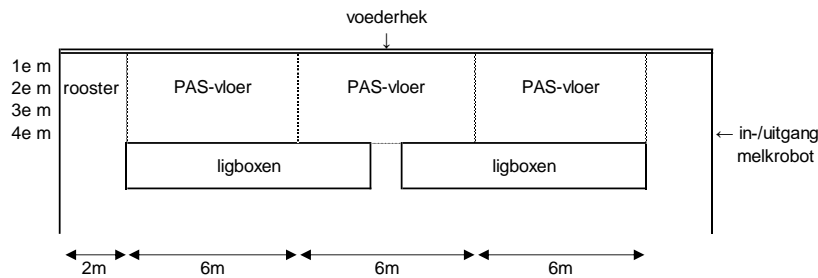 voederhek
↓
1e m
2e m rooster PAS-vloer PAS-vloer PAS-vloer
3e m
4e m
← in-/uitgang
melkrobot
ligboxen ligboxen
2m 6m 6m 6m